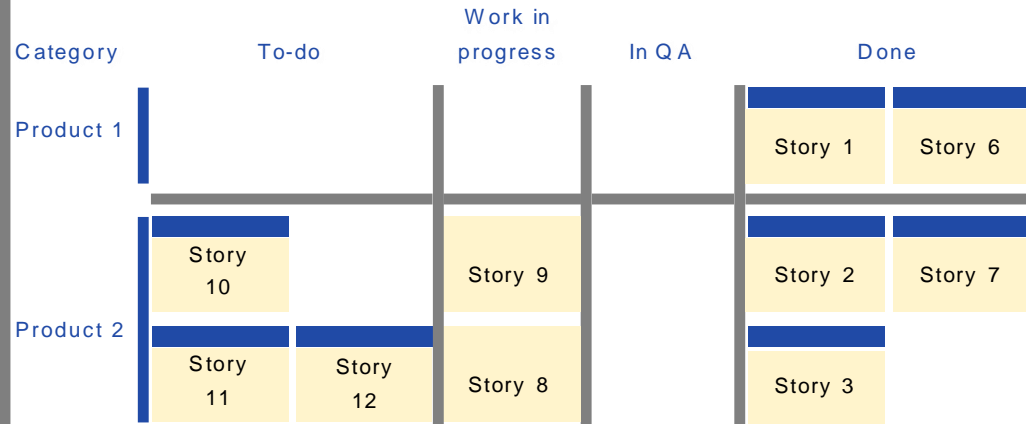 Work in
Category To-do progress In QA Done
Product 1
Story 1 Story 6
Story
10
Story 9 Story 2 Story 7
Product 2
Story
11
Story
12
Story 8 Story 3